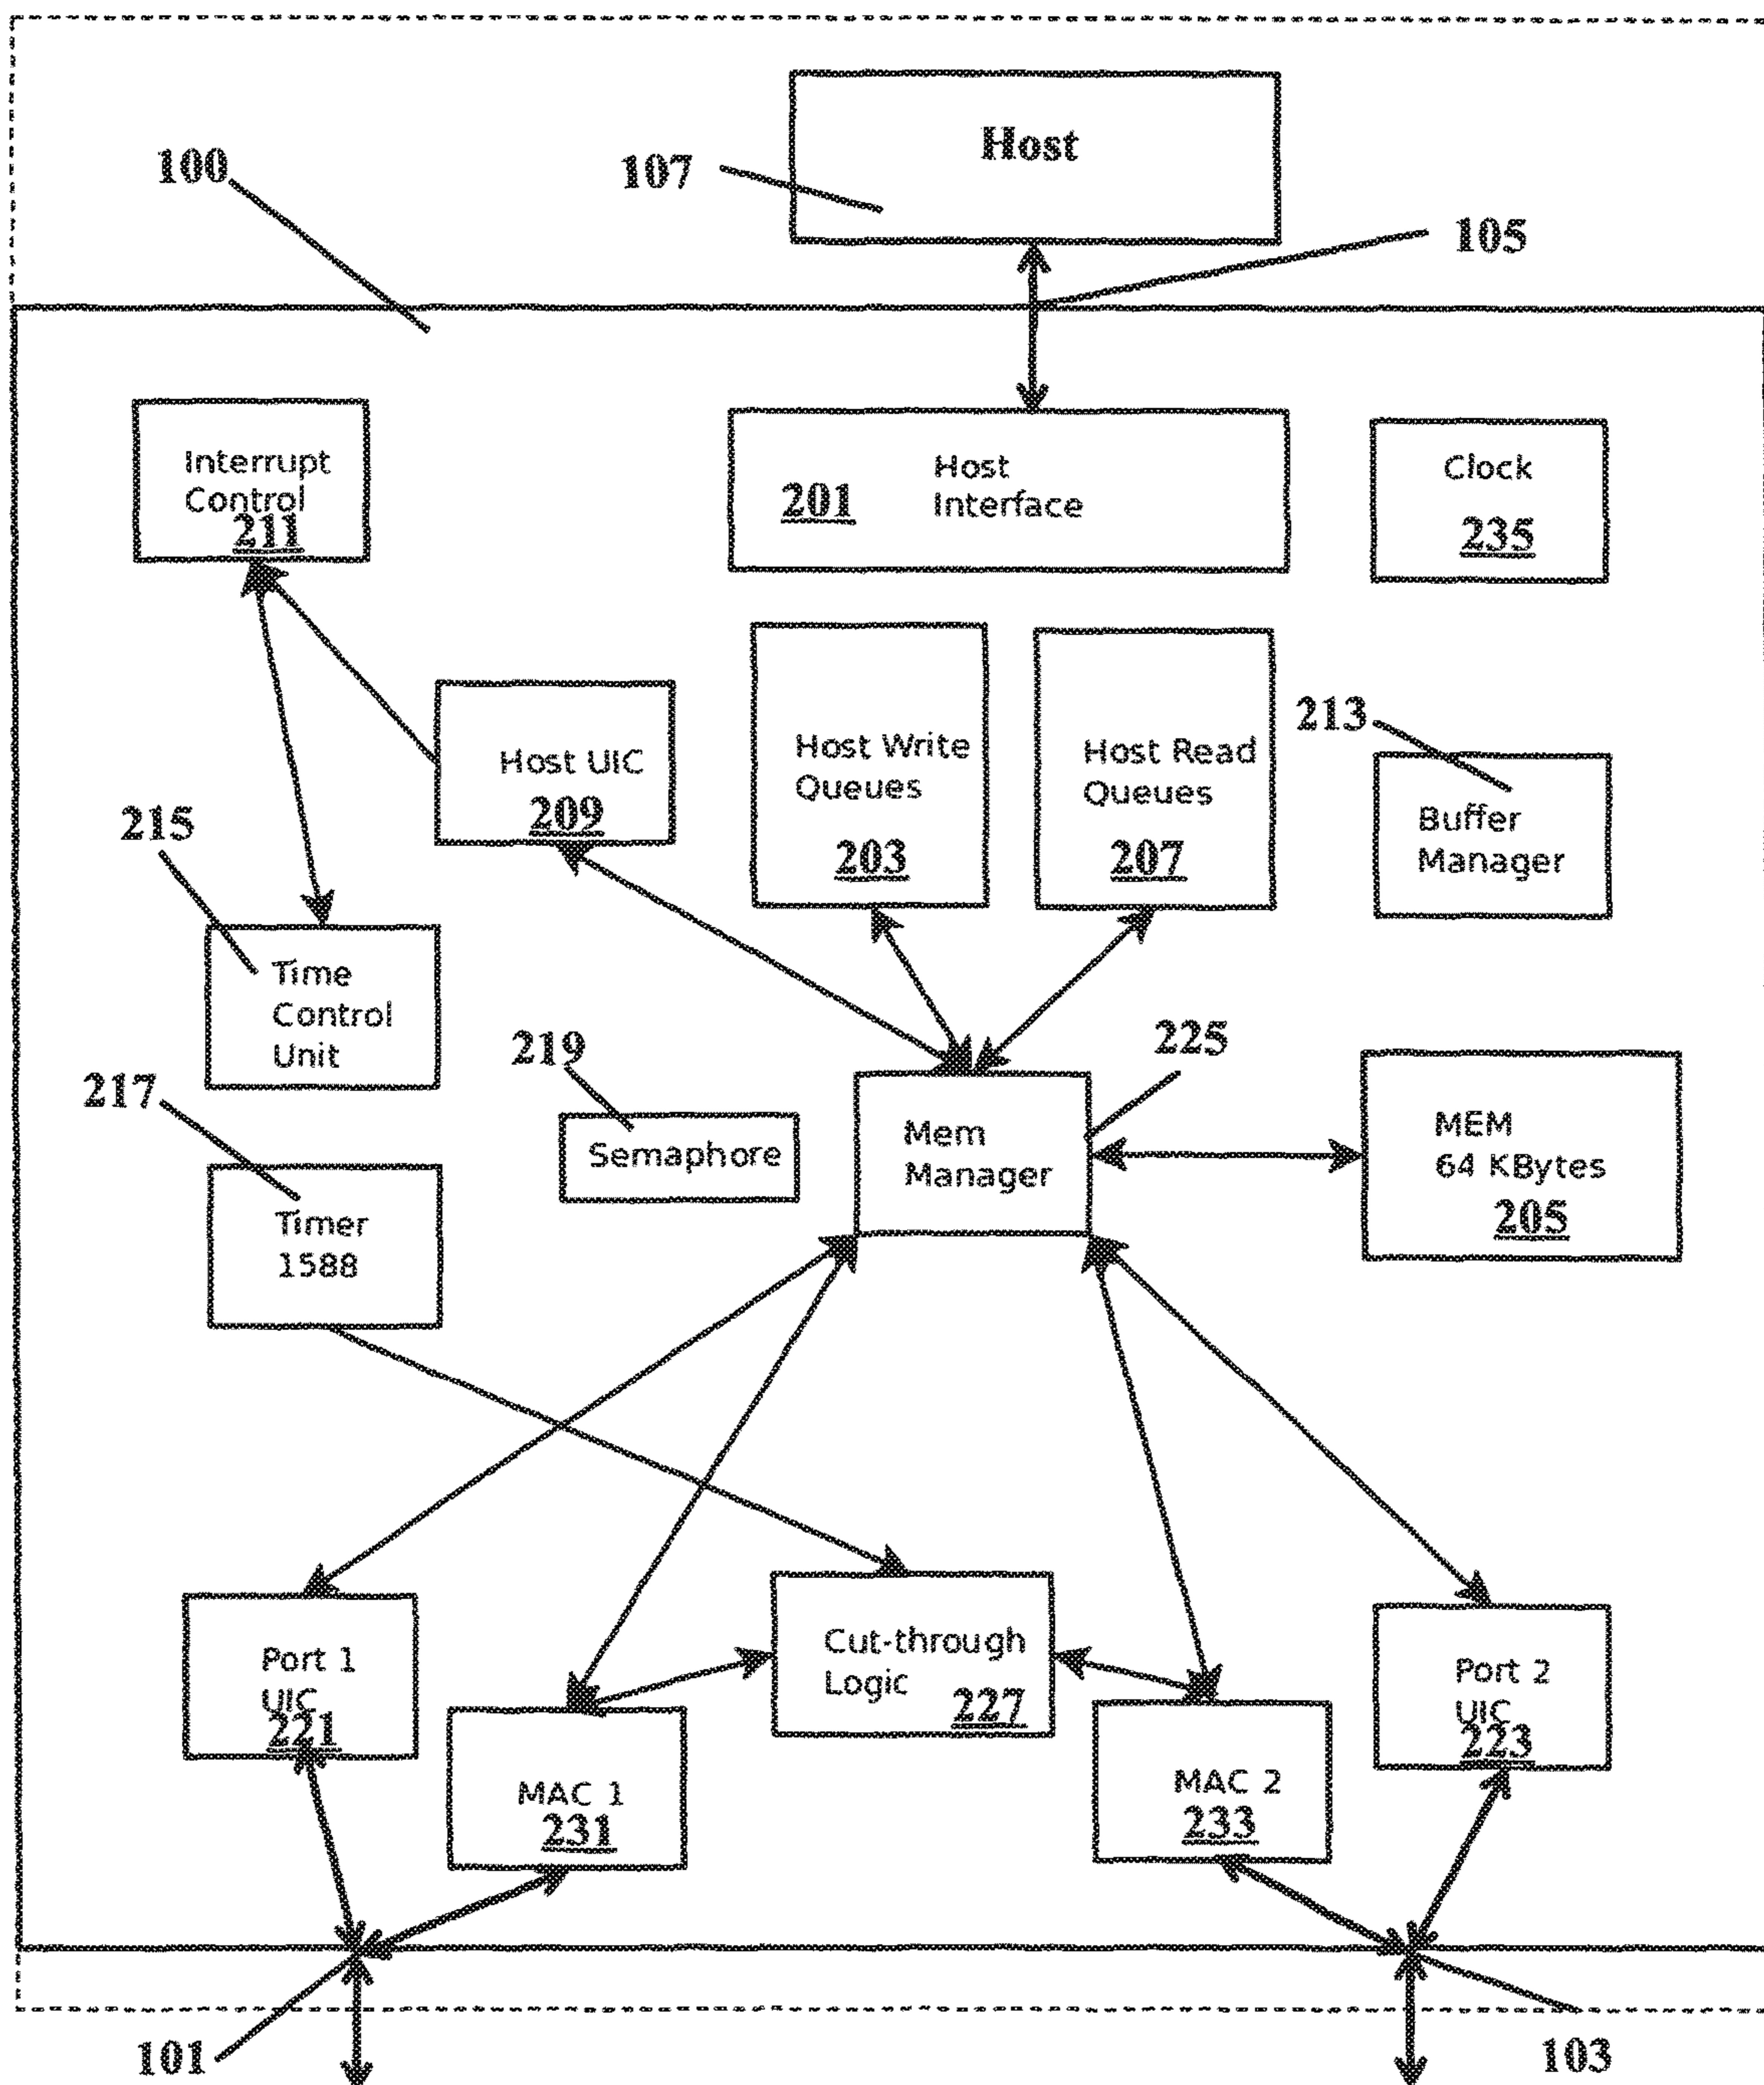 Host
107
100
105
Interrupt
Control
211
201
Host
Interface
Clock
235
Host UIC
209
Host Write
Queues
203
Host Read
Queues
207
213
Buffer
Manager
215
Time
Control
Unit
219
225
217
Semaphore
Mem
Manager
MEM
64 KBytes
205
Timer
1588
Port 1
UIC
221
Cut-through
Logic
227
Port 2
UIC
223
MAC 1
231
MAC 2
233
101
103